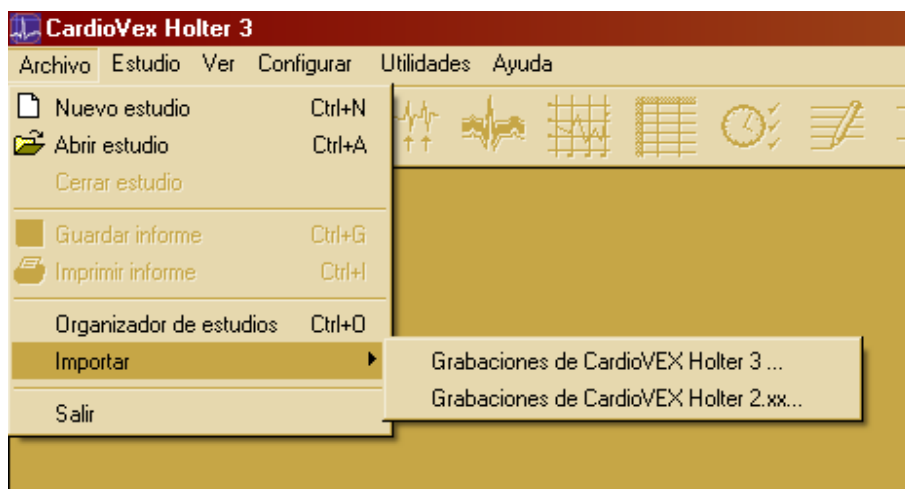 CardioVex Holter 3
Archivo Estudio Ver Configurar Utilidades Ayuda
Nuevo estudio Ctrl+N
Abrir estudio Ctrl+A
Cerrar estudio
Guardar informe Ctrl+G
Imprimir informe Ctrl+I
Organizador de estudios Ctrl+O
Importar
Grabaciones de CardioVEX Holter 3 ...
Grabaciones de CardioVEX Holter 2.xx...
Salir